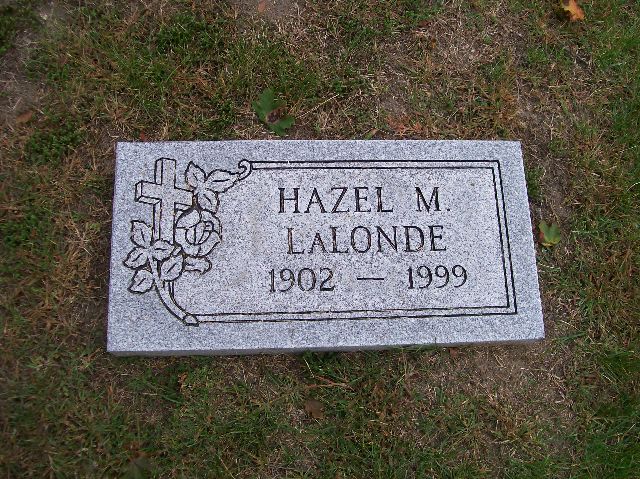 HAZEL M.
LALONDE
1902 — 1999